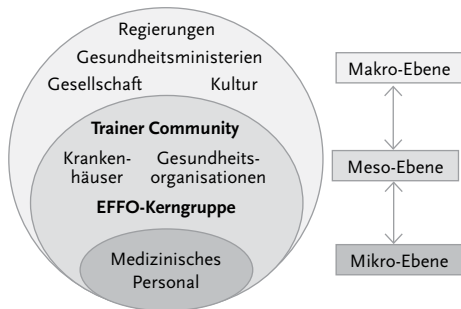 Regierungen
Gesundheitsministerien
Gesellschaft Kultur
Trainer Community
Kranken-
häuser
Gesundheits-
organisationen
EFFO-Kerngruppe
Medizinisches
Personal
Makro-Ebene
Meso-Ebene
Mikro-Ebene